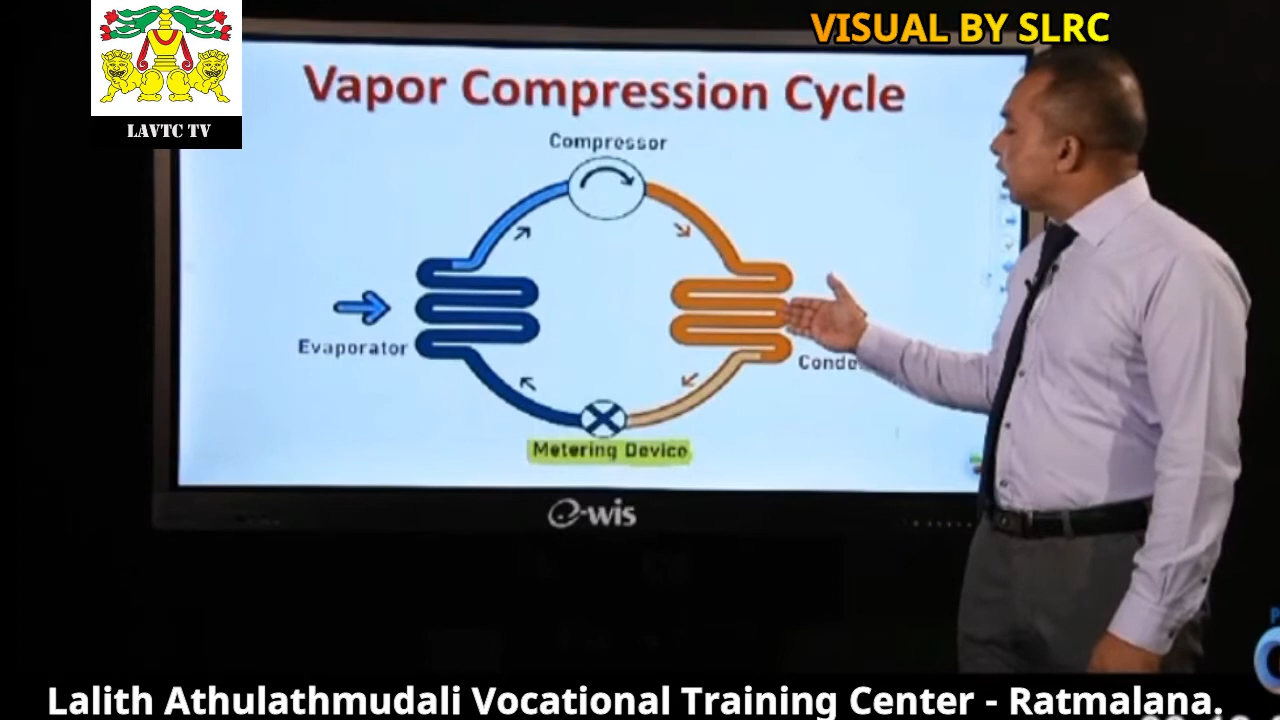 VISUAL BY SLRC
LAVTC TV
Vapor Compression Cycle
Compressor
Evaporator
Metering Device
e-wis
Lalith Athulathmudali Vocational Training Center - Ratmalana.